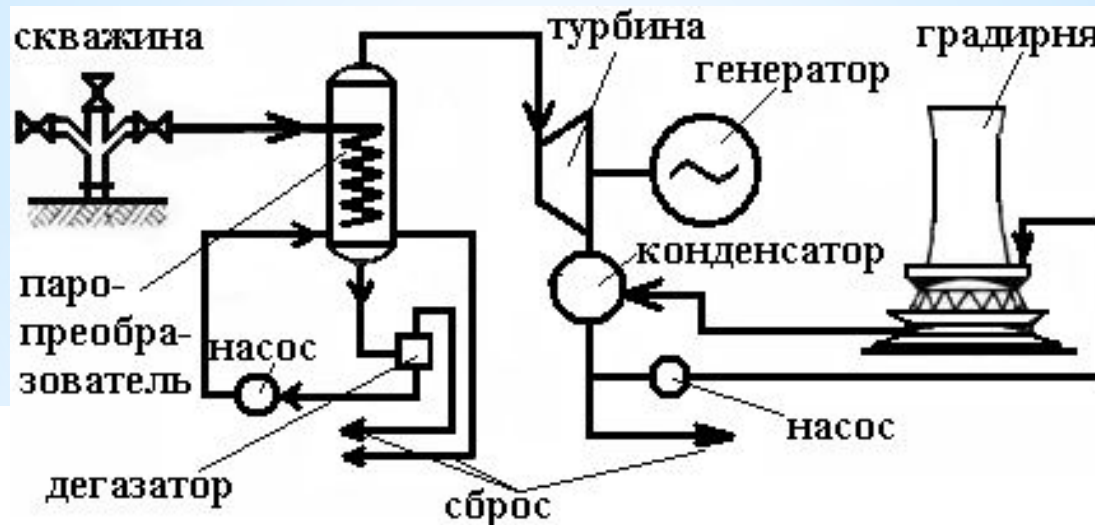 скважина
турбина
градирня
генератор
конденсатор
паро-
преобра-
зователь
насос
насос
дегазатор
сброс